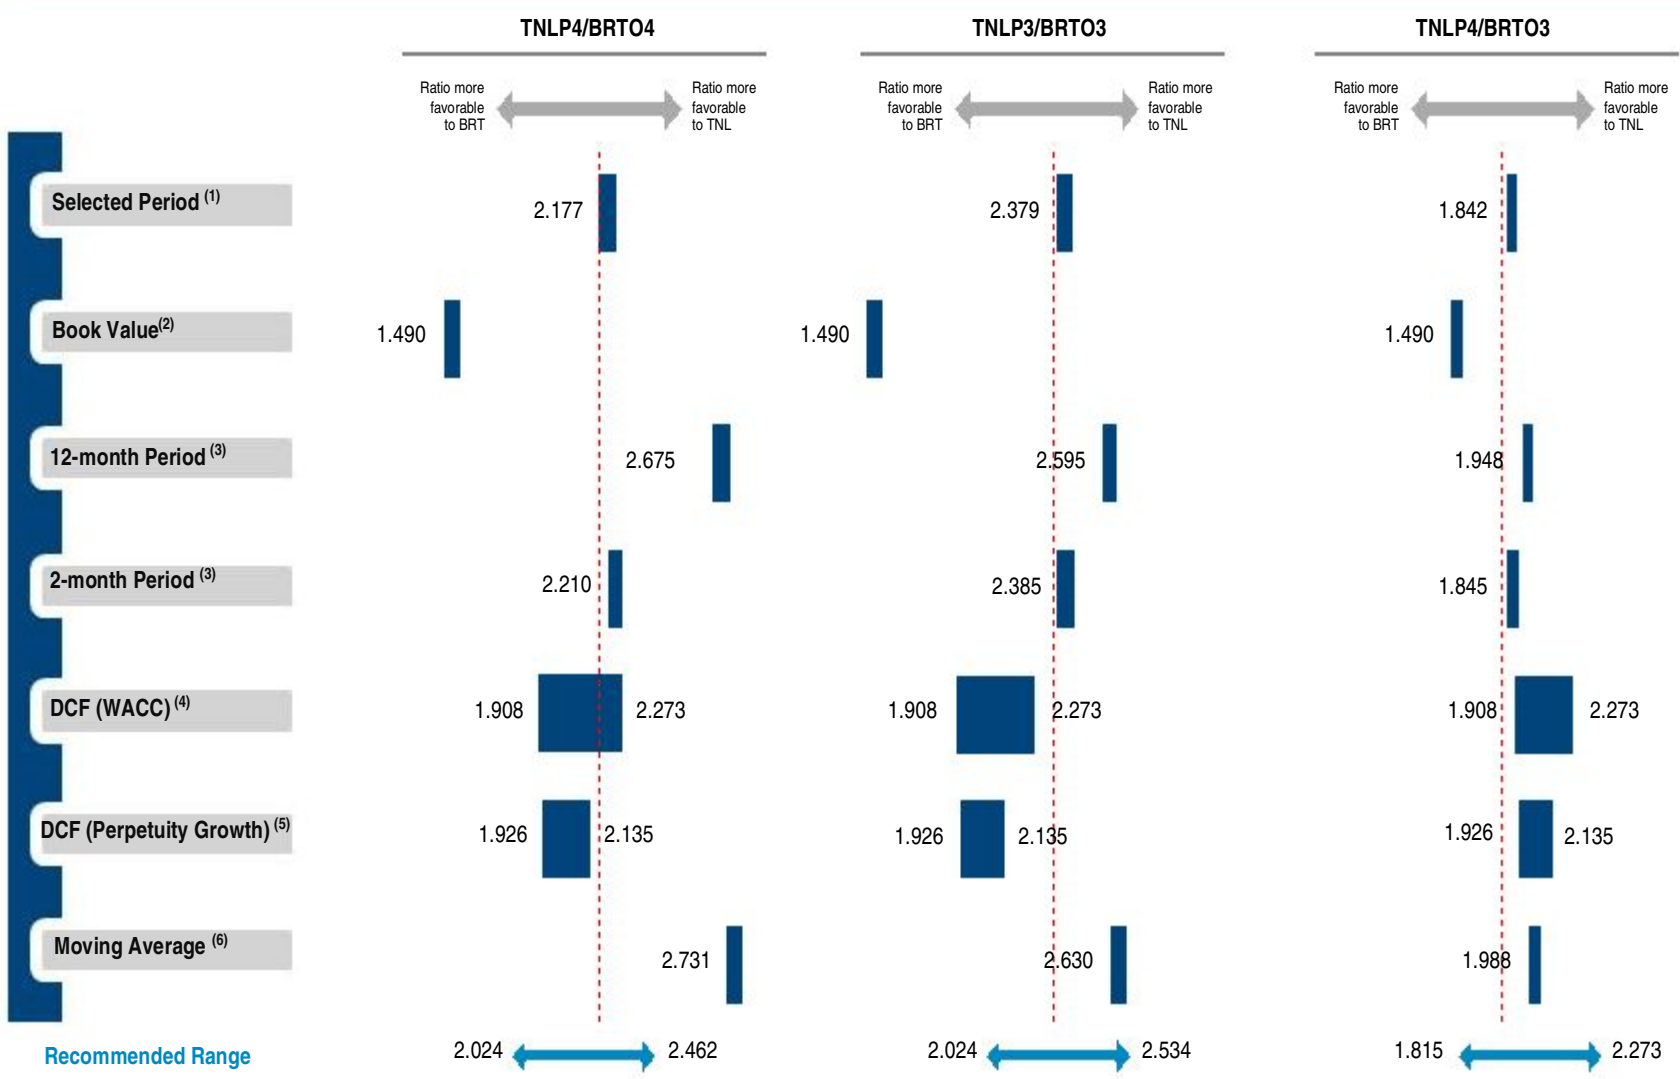 TNLP4/BRTO4
TNLP3/BRTO3
TNLP4/BRTO3
Ratio more
favorable
to BRT
Ratio more
favorable
to TNL
Ratio more
favorable
to BRT
Ratio more
favorable
to TNL
Ratio more
favorable
to BRT
Ratio more
favorable
to TNL
Selected Period (1)
2.177
2.379
1.842
Book Value(2)
1.490
1.490
1.490
12-month Period (3)
2.675
2.595
1.948
2-month Period (3)
2.210
2.385
1.845
DCF (WACC) (4)
1.908
2.273
1.908
2.273
1.908
2.273
DCF (Perpetuity Growth) (5)
1.926
2.135
1.926
2.135
1.926
2.135
Moving Average (6)
2.731
2.630
1.988
Recommended Range
2.024
2.462
2.024
2.534
1.815
2.273